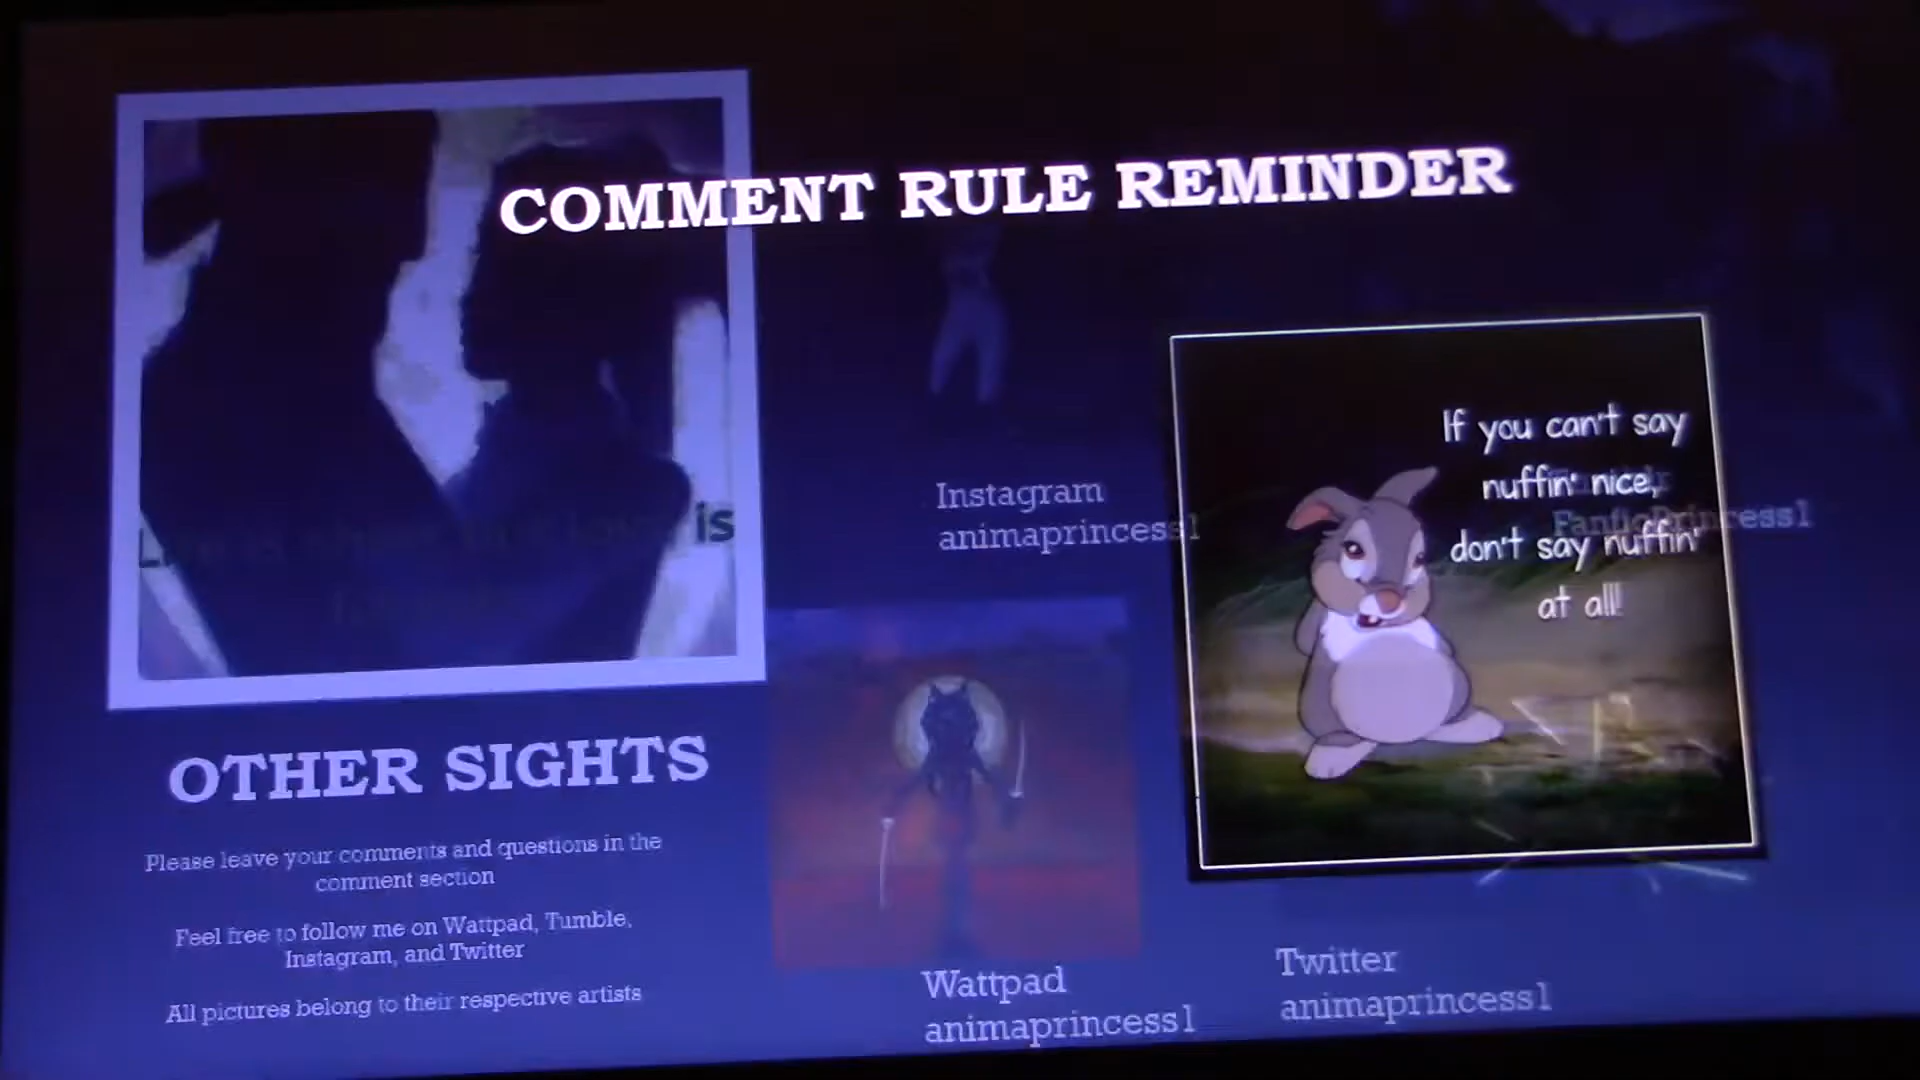 COMMENT RULE REMINDER
If you can't say
nuffin' nice,
don't say nuffin'
at all!
Instagram
animaprincess1
FanficPrincess1
is
OTHER SIGHTS
Please leave your comments and questions in the
comment section
Feel free to follow me on Wattpad, Tumble,
Instagram, and Twitter
All pictures belong to their respective artists
Wattpad
animaprincess1
Twitter
animaprincess1